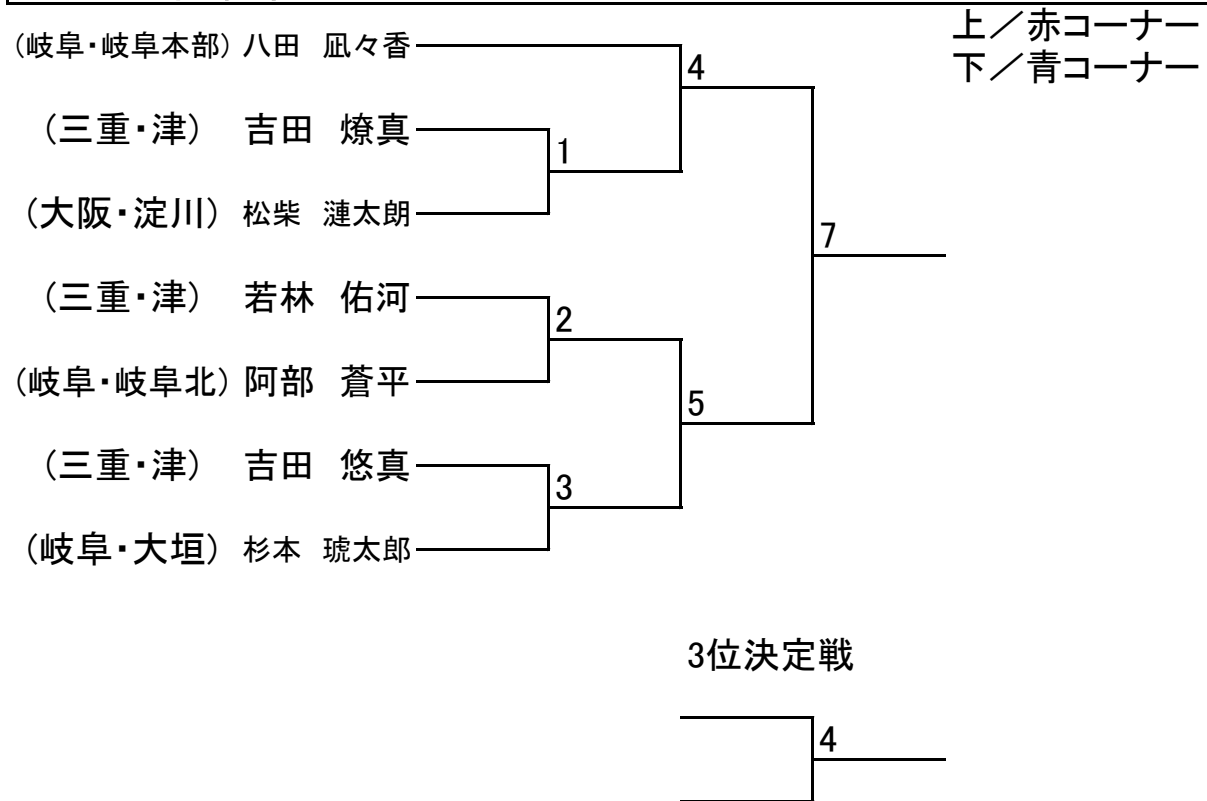 上／赤コーナー
下／青コーナー
（岐阜・岐阜本部）八田　凪々香
4
（三重・津）　吉田　燎真
1
（大阪・淀川）松柴　漣太朗
7
（三重・津）　若林　佑河
2
（岐阜・岐阜北）阿部　蒼平
5
（三重・津）　吉田　悠真
3
（岐阜・大垣）杉本　琥太郎
3位決定戦
4